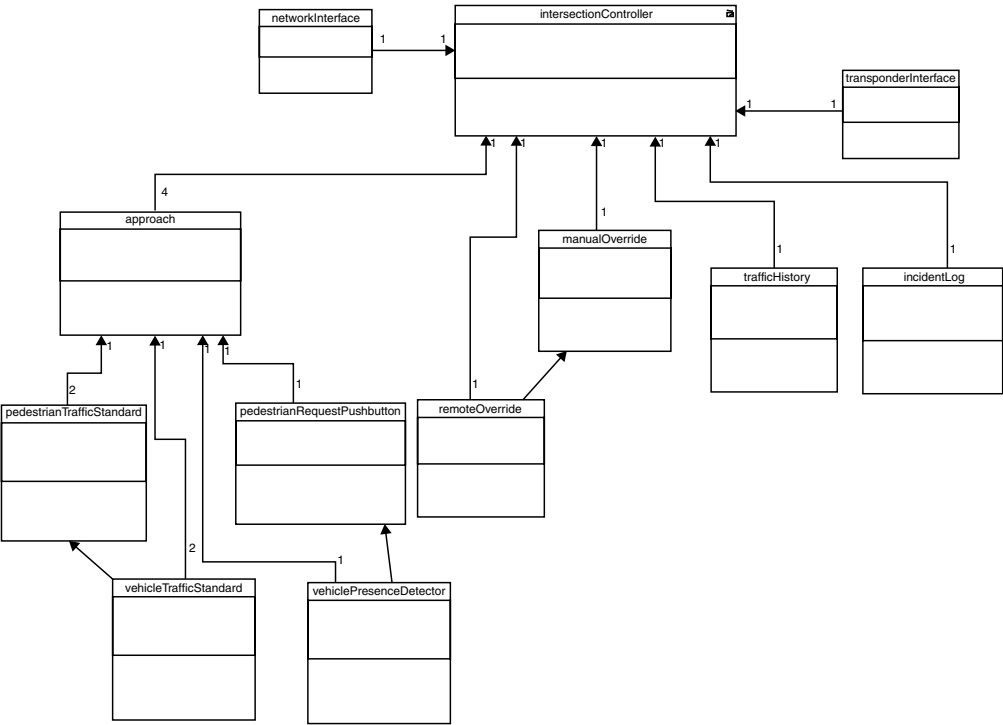 networkInterface
intersectionController
a
1
1
transponderInterface
1
1
1
1
1
1
1
4
approach
1
manualOverride
1
trafficHistory
1
incidentLog
1
1
1
1
2
1
1
pedestrianTrafficStandard
pedestrianRequestPushbutton
remoteOverride
2
1
vehicleTrafficStandard
vehiclePresenceDetector